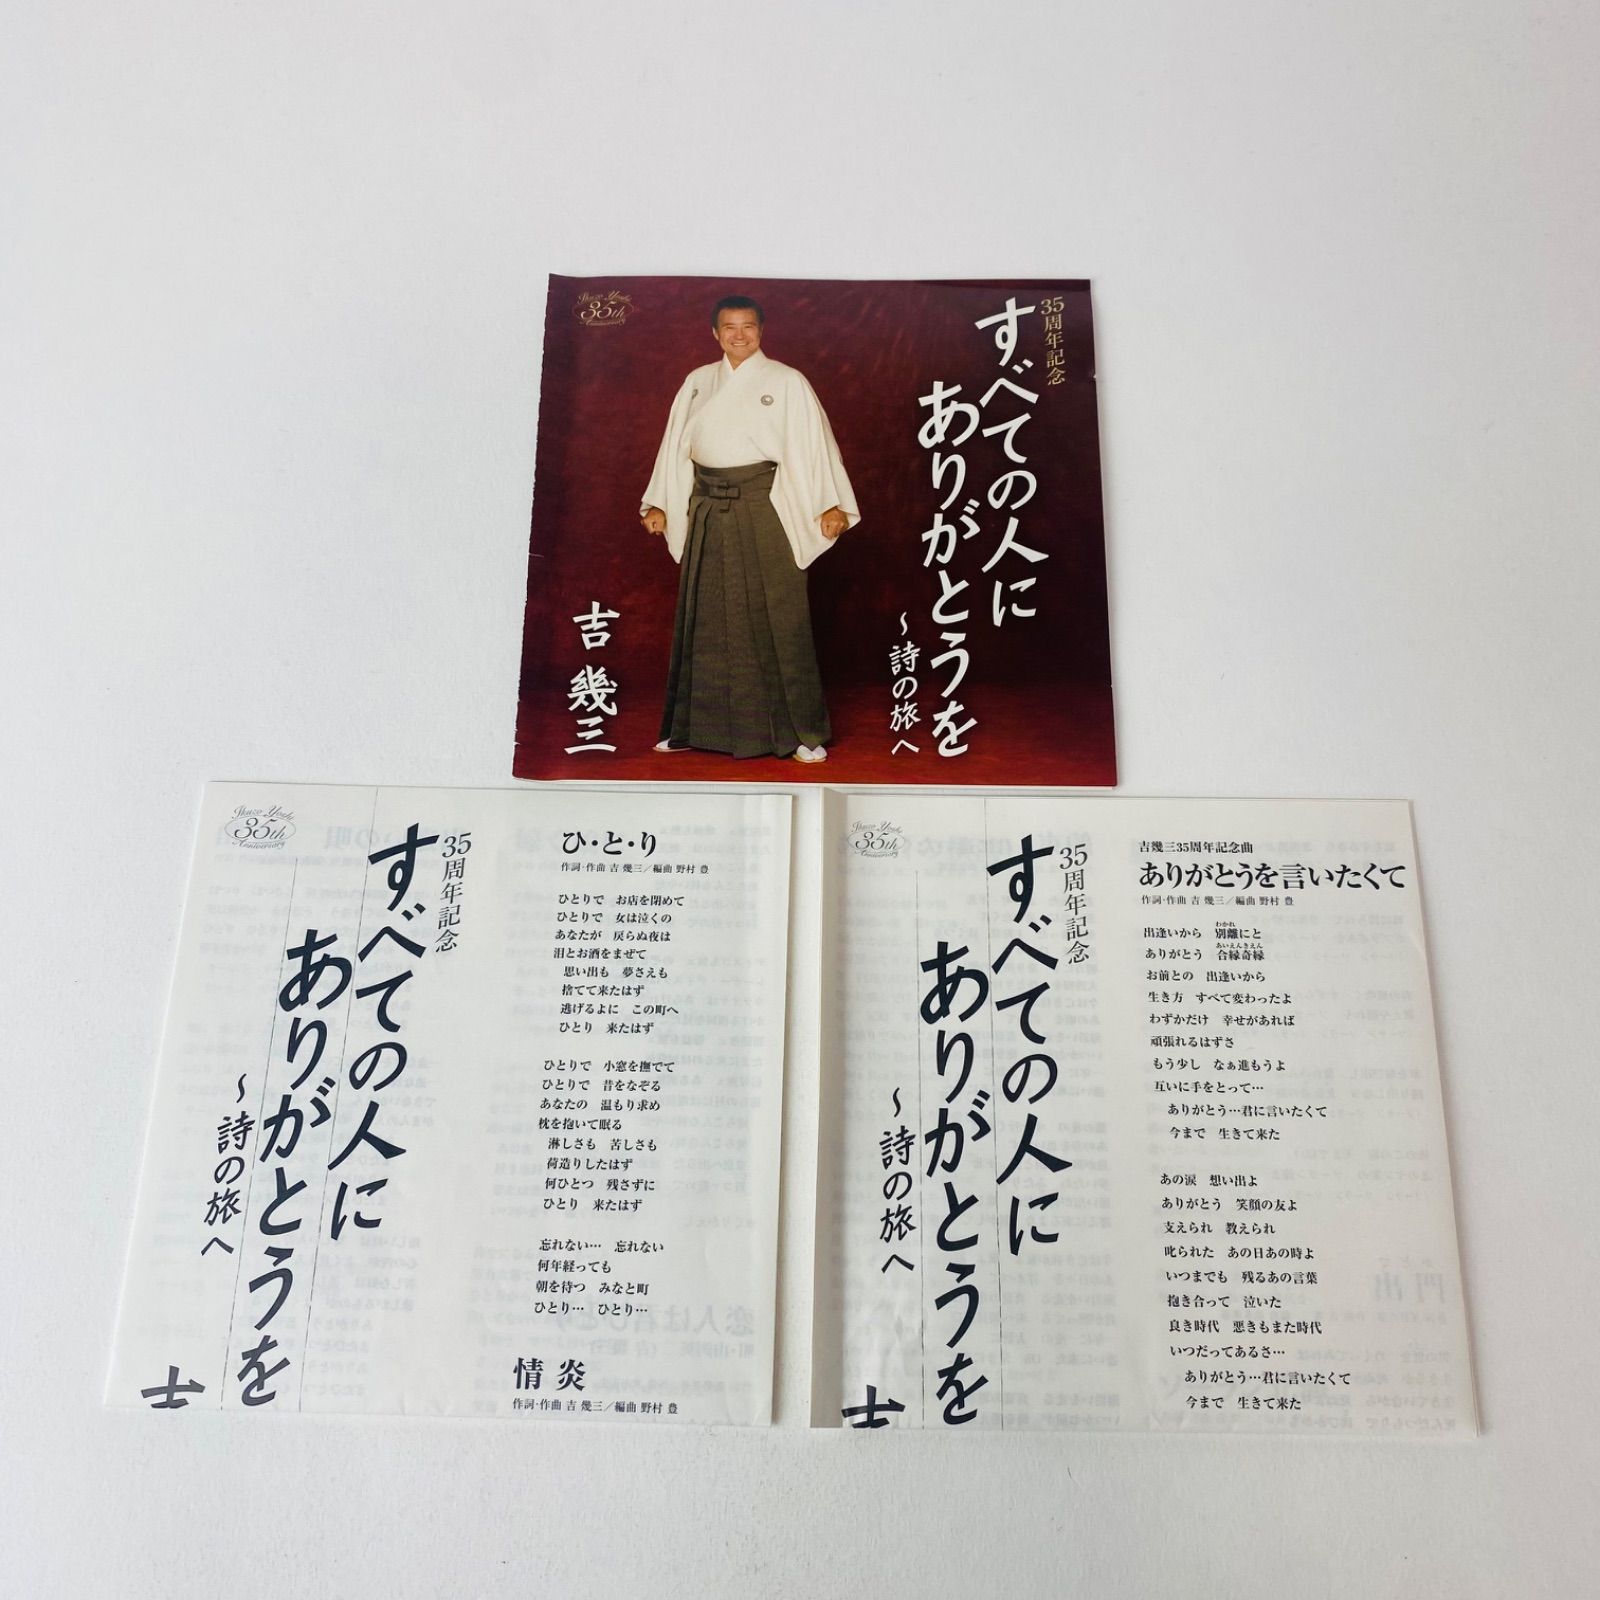 Ikuzo Yoshi
35th
Anniversary
35周年記念
すべての人に
ありがとうを
～詩の旅へ
吉 幾三
Ikuzo Yoshi
35th
Anniversary
35周年記念
すべての人に
ありがとうを
～詩の旅へ
ひ・と・り
作詞・作曲 吉 幾三／編曲 野村 豊
ひとりで　お店を閉めて
ひとりで　女は泣くの
あなたが　戻らぬ夜は
泪とお酒をまぜて
思い出も　夢さえも
捨てて来たはず
逃げるよに　この町へ
ひとり　来たはず
ひとりで　小窓を撫でて
ひとりで　昔をなぞる
あなたの　温もり求め
枕を抱いて眠る
淋しさも　苦しさも
荷造りしたはず
何ひとつ　残さずに
ひとり　来たはず
忘れない…　忘れない
何年経っても
朝を待つ　みなと町
ひとり…　ひとり…
情 炎
作詞・作曲 吉 幾三／編曲 野村 豊
Ikuzo Yoshi
35th
Anniversary
35周年記念
すべての人に
ありがとうを
～詩の旅へ
吉幾三35周年記念曲
ありがとうを言いたくて
作詞・作曲 吉 幾三／編曲 野村 豊
わかれ
出逢いから　別離にと
あいえんきえん
ありがとう　合縁奇縁
お前との　出逢いから
生き方　すべて変わったよ
わずかだけ　幸せがあれば
頑張れるはずさ
もう少し　なぁ進もうよ
互いに手をとって…
ありがとう…君に言いたくて
今まで　生きて来た
あの涙　想い出よ
ありがとう　笑顔の友よ
支えられ　教えられ
叱られた　あの日あの時よ
いつまでも　残るあの言葉
抱き合って　泣いた
良き時代　悪きもまた時代
いつだってあるさ…
ありがとう…君に言いたくて
今まで　生きて来た